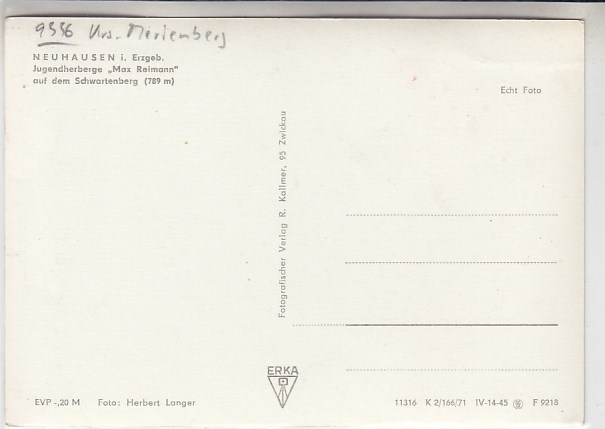 9336 Krs. Marienberg
NEUHAUSEN i. Erzgeb.
Jugendherberge „Max Reimann"
auf dem Schwartenberg (789 m)
Echt Foto
Fotografischer Verlag R. Kallmer, 95 Zwickau
ERKA
EVP -,20 M Foto: Herbert Langer
11316 K 2/166/71 IV-14-45 F 9218